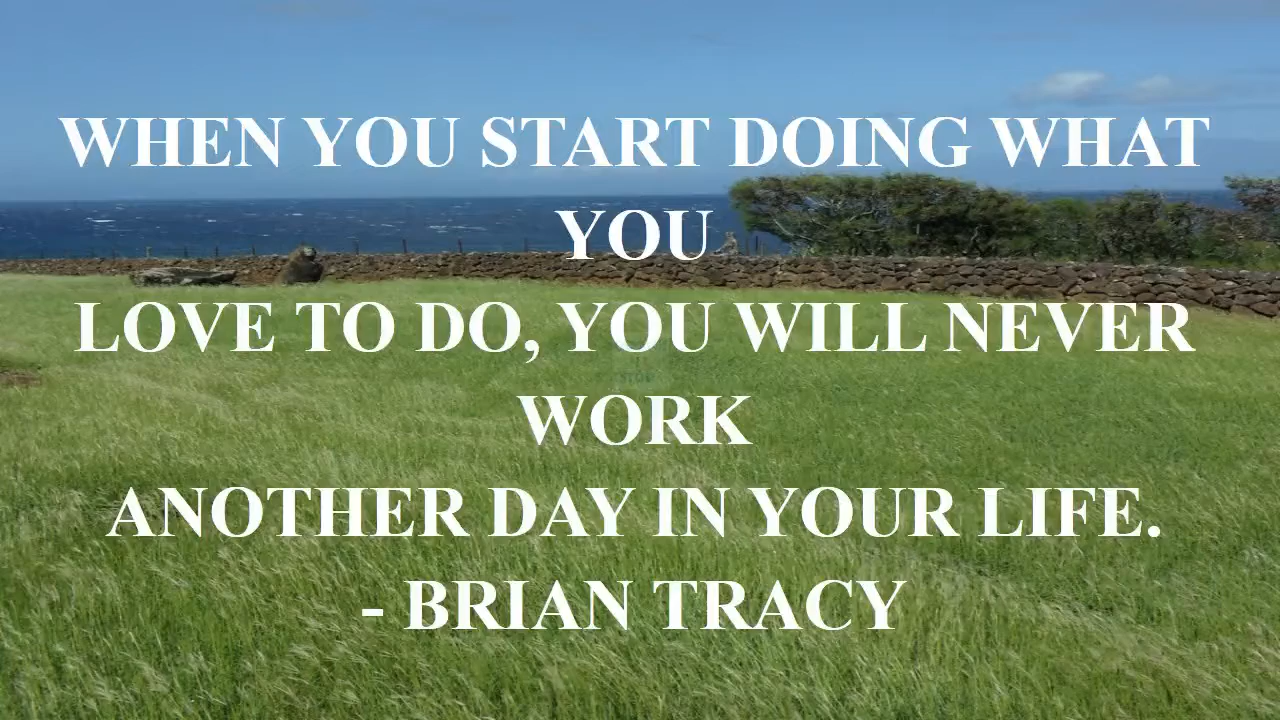 WHEN YOU START DOING WHAT
YOU
LOVE TO DO, YOU WILL NEVER
WORK
ANOTHER DAY IN YOUR LIFE.
- BRIAN TRACY